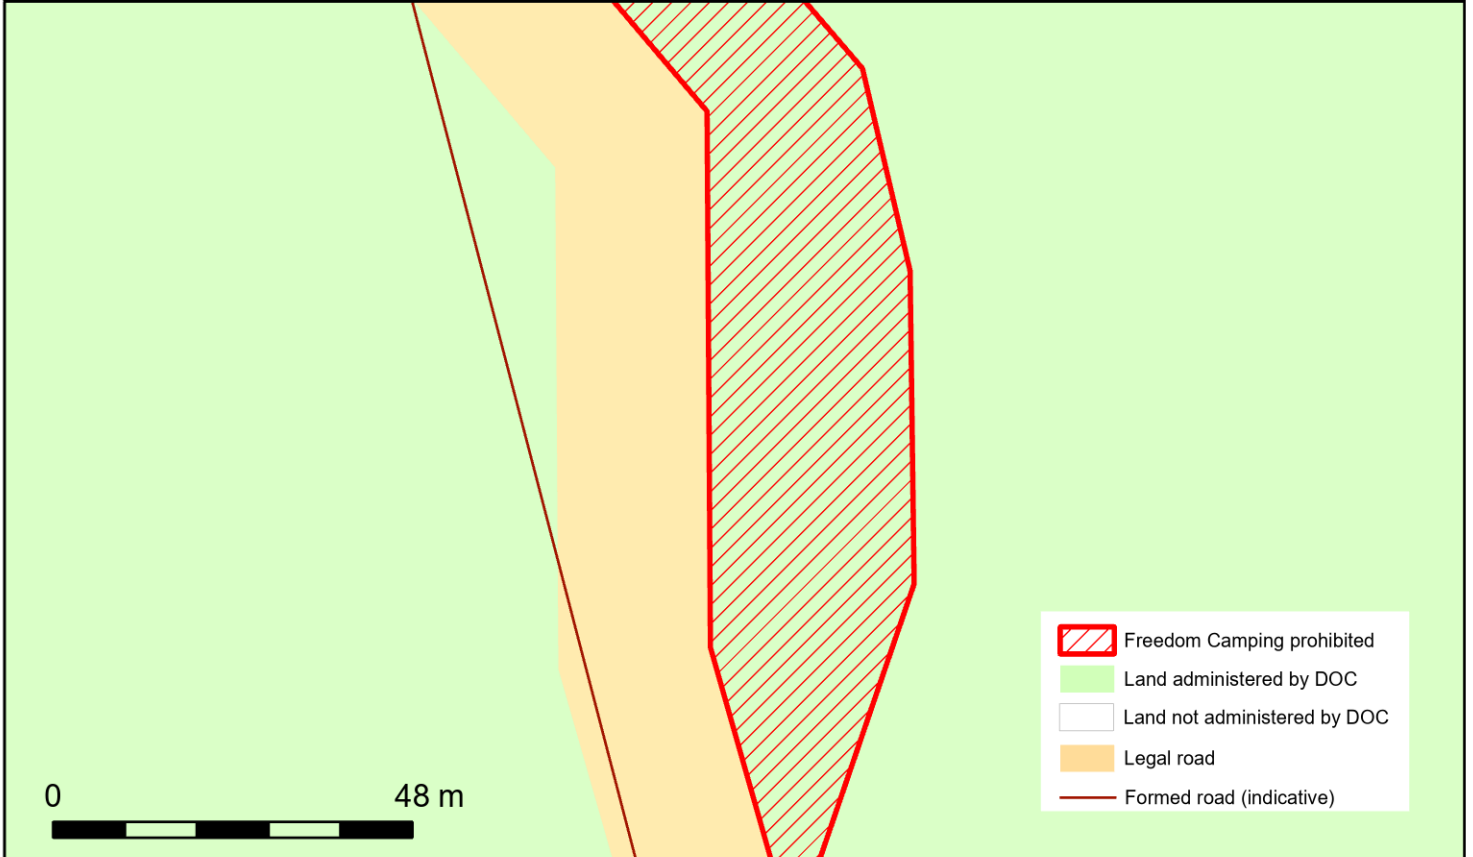 Freedom Camping prohibited
Land administered by DOC
Land not administered by DOC
Legal road
Formed road (indicative)
0 48 m